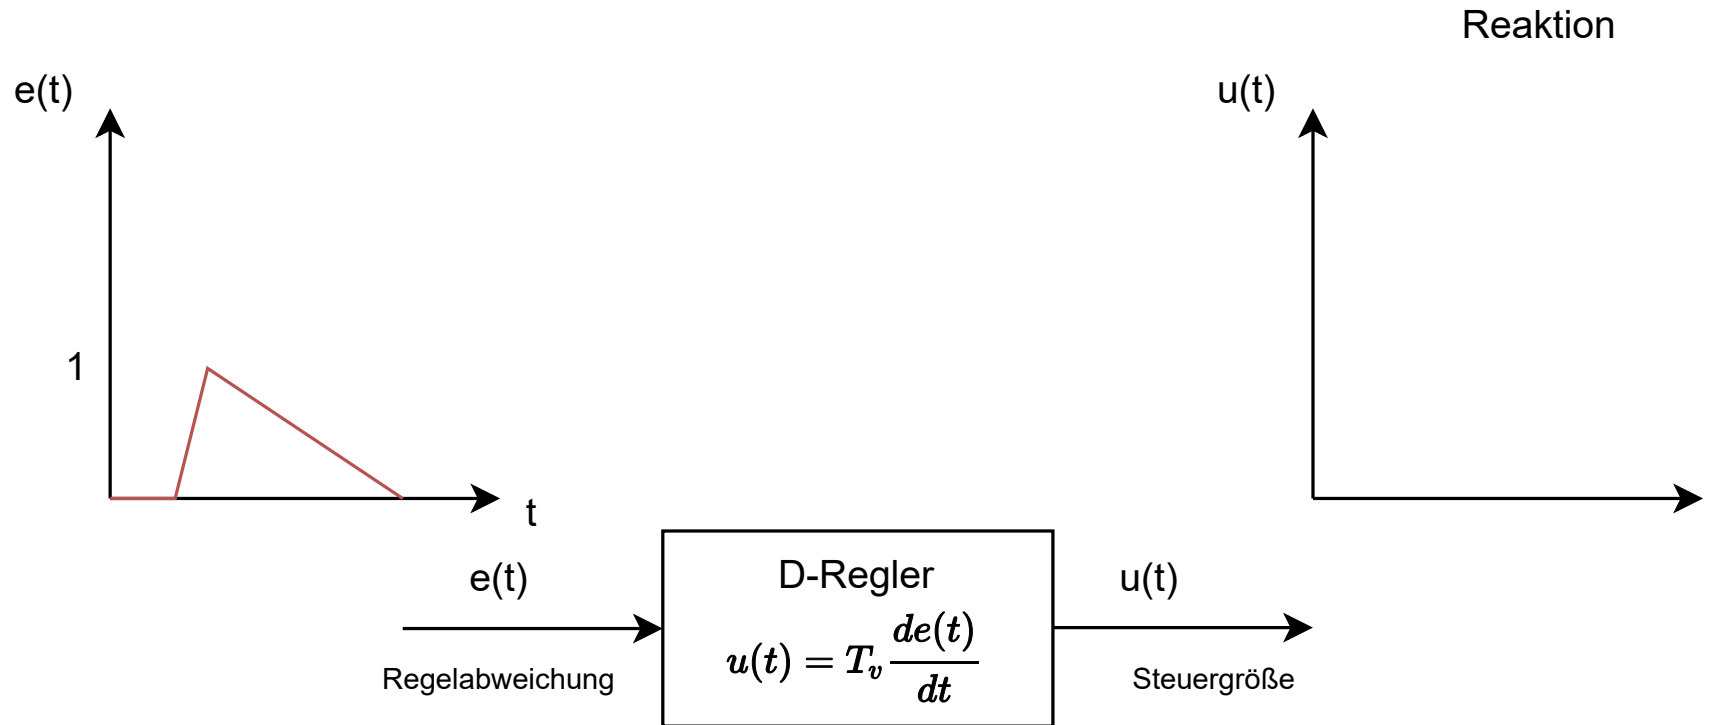 Reaktion
e(t)
u(t)
1
t
e(t)
D-Regler
u(t)
u(t) = T_v de(t)/dt
Regelabweichung
Steuergröße